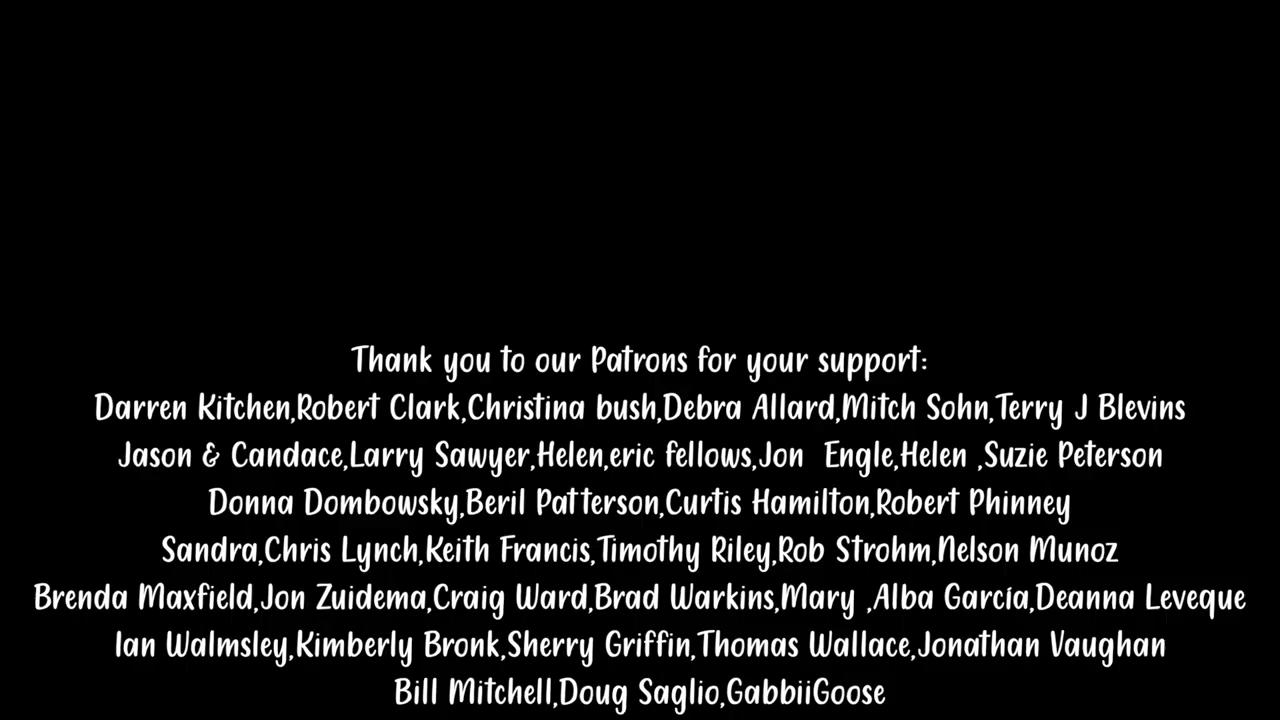 Thank you to our Patrons for your support:
Darren Kitchen,Robert Clark,Christina bush,Debra Allard,Mitch Sohn,Terry J Blevins
Jason & Candace,Larry Sawyer,Helen,eric fellows,Jon  Engle,Helen ,Suzie Peterson
Donna Dombowsky,Beril Patterson,Curtis Hamilton,Robert Phinney
Sandra,Chris Lynch,Keith Francis,Timothy Riley,Rob Strohm,Nelson Munoz
Brenda Maxfield,Jon Zuidema,Craig Ward,Brad Warkins,Mary ,Alba García,Deanna Leveque
Ian Walmsley,Kimberly Bronk,Sherry Griffin,Thomas Wallace,Jonathan Vaughan
Bill Mitchell,Doug Saglio,GabbiiGoose